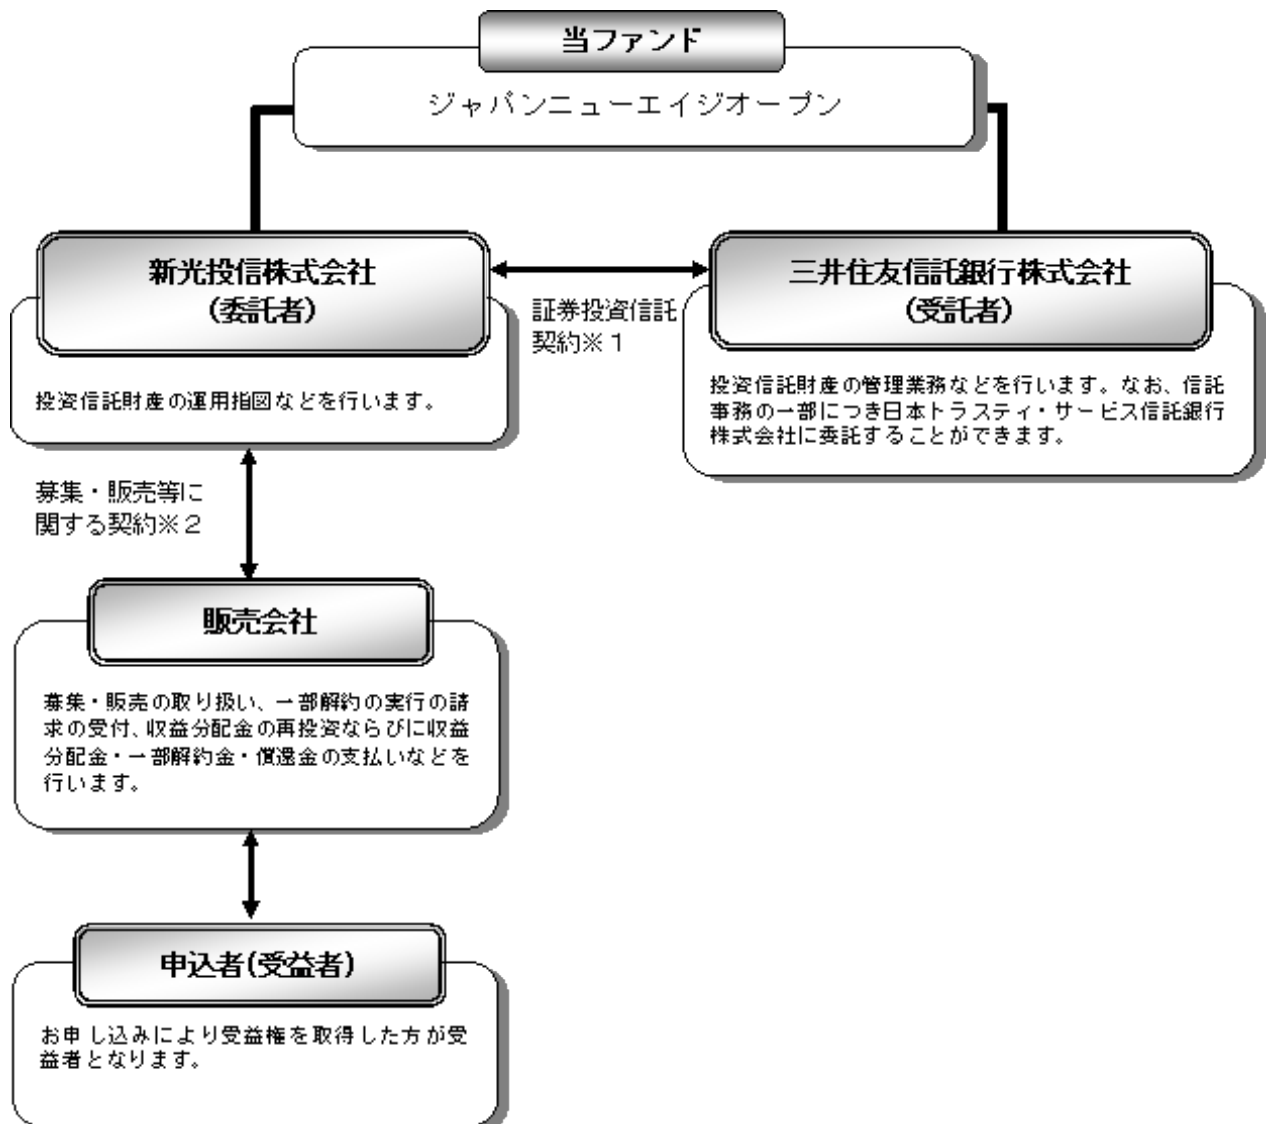 当ファンド
ジャパンニューエイジオープン
新光投信株式会社
(委託者)
投資信託財産の運用指図などを行います。
証券投資信託
契約※1
三井住友信託銀行株式会社
(受託者)
投資信託財産の管理業務などを行います。なお、信託
事務の一部につき日本トラスティ・サービス信託銀行
株式会社に委託することができます。
募集・販売等に
関する契約※2
販売会社
募集・販売の取り扱い、一部解約の実行の請
求の受付、収益分配金の再投資ならびに収益
分配金・一部解約金・償還金の支払いなどを
行います。
申込者(受益者)
お申し込みにより受益権を取得した方が受
益者となります。